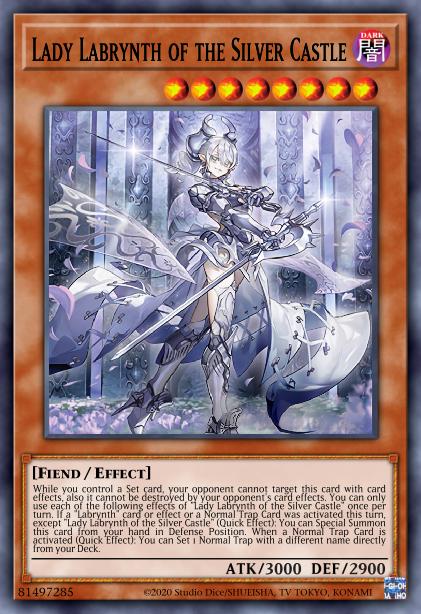 LADY LABRYNTH OF THE SILVER CASTLE
DARK
闇
[FIEND / EFFECT]
While you control a Set card, your opponent cannot target this card with card
effects, also it cannot be destroyed by your opponent's card effects. You can only
use each of the following effects of "Lady Labrynth of the Silver Castle" once per
turn. If a "Labrynth" card or effect or a Normal Trap Card was activated this turn,
except "Lady Labrynth of the Silver Castle" (Quick Effect): You can Special Summon
this card from your hand in Defense Position. When a Normal Trap Card is
activated (Quick Effect): You can Set 1 Normal Trap with a different name directly
from your Deck.
ATK/3000 DEF/2900
81497285
©2020 Studio Dice/SHUEISHA, TV TOKYO, KONAMI